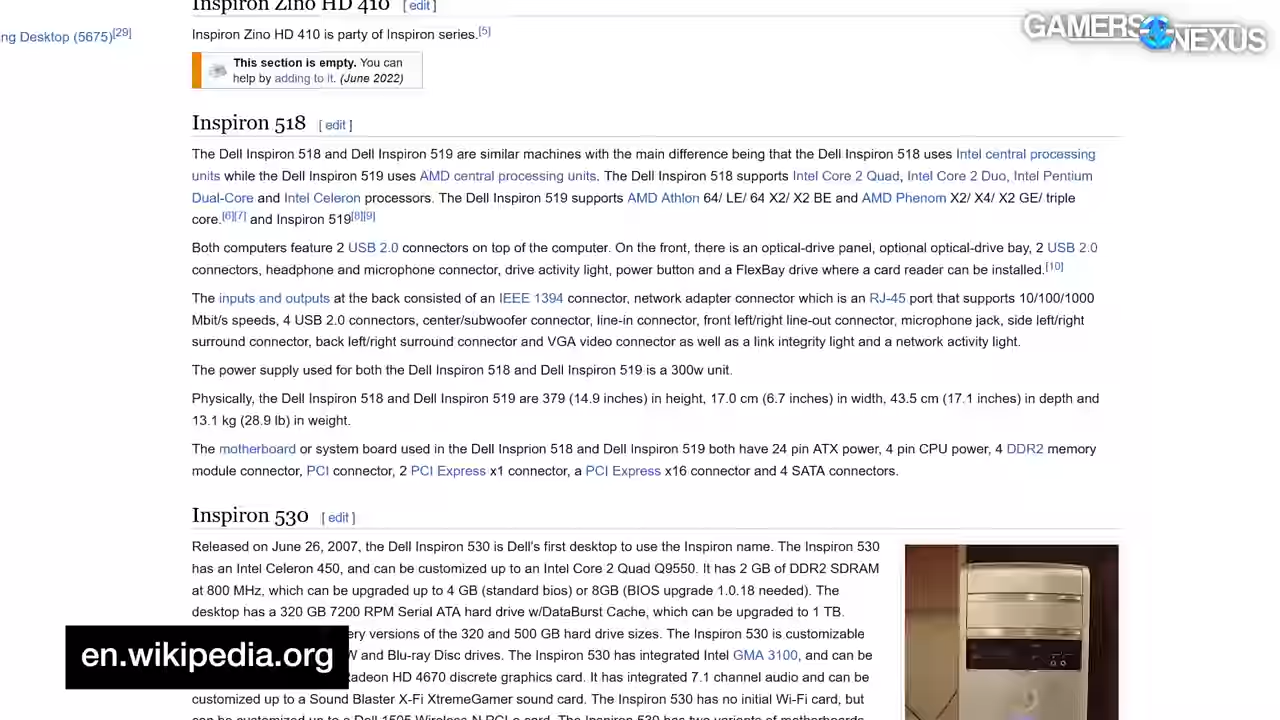 Inspiron Zino HD 410 [ edit ]
GAMERS NEXUS
ng Desktop (5675)[29]
Inspiron Zino HD 410 is party of Inspiron series.[5]
This section is empty. You can
help by adding to it. (June 2022)
Inspiron 518 [ edit ]
The Dell Inspiron 518 and Dell Inspiron 519 are similar machines with the main difference being that the Dell Inspiron 518 uses Intel central processing
units while the Dell Inspiron 519 uses AMD central processing units. The Dell Inspiron 518 supports Intel Core 2 Quad, Intel Core 2 Duo, Intel Pentium
Dual-Core and Intel Celeron processors. The Dell Inspiron 519 supports AMD Athlon 64/ LE/ 64 X2/ X2 BE and AMD Phenom X2/ X4/ X2 GE/ triple
core.[6][7] and Inspiron 519[8][9]
Both computers feature 2 USB 2.0 connectors on top of the computer. On the front, there is an optical-drive panel, optional optical-drive bay, 2 USB 2.0
connectors, headphone and microphone connector, drive activity light, power button and a FlexBay drive where a card reader can be installed.[10]
The inputs and outputs at the back consisted of an IEEE 1394 connector, network adapter connector which is an RJ-45 port that supports 10/100/1000
Mbit/s speeds, 4 USB 2.0 connectors, center/subwoofer connector, line-in connector, front left/right line-out connector, microphone jack, side left/right
surround connector, back left/right surround connector and VGA video connector as well as a link integrity light and a network activity light.
The power supply used for both the Dell Inspiron 518 and Dell Inspiron 519 is a 300w unit.
Physically, the Dell Inspiron 518 and Dell Inspiron 519 are 379 (14.9 inches) in height, 17.0 cm (6.7 inches) in width, 43.5 cm (17.1 inches) in depth and
13.1 kg (28.9 lb) in weight.
The motherboard or system board used in the Dell Insprion 518 and Dell Inspiron 519 both have 24 pin ATX power, 4 pin CPU power, 4 DDR2 memory
module connector, PCI connector, 2 PCI Express x1 connector, a PCI Express x16 connector and 4 SATA connectors.
Inspiron 530 [ edit ]
Released on June 26, 2007, the Dell Inspiron 530 is Dell's first desktop to use the Inspiron name. The Inspiron 530
has an Intel Celeron 450, and can be customized up to an Intel Core 2 Quad Q9550. It has 2 GB of DDR2 SDRAM
at 800 MHz, which can be upgraded up to 4 GB (standard bios) or 8GB (BIOS upgrade 1.0.18 needed). The
desktop has a 320 GB 7200 RPM Serial ATA hard drive w/DataBurst Cache, which can be upgraded to 1 TB.
ery versions of the 320 and 500 GB hard drive sizes. The Inspiron 530 is customizable
en.wikipedia.org
W and Blu-ray Disc drives. The Inspiron 530 has integrated Intel GMA 3100, and can be
adeon HD 4670 discrete graphics card. It has integrated 7.1 channel audio and can be
customized up to a Sound Blaster X-Fi XtremeGamer sound card. The Inspiron 530 has no initial Wi-Fi card, but
can be customized up to a Dell 1505 Wireless-N PCI-e card. The Inspiron 530 has two variants of motherboards